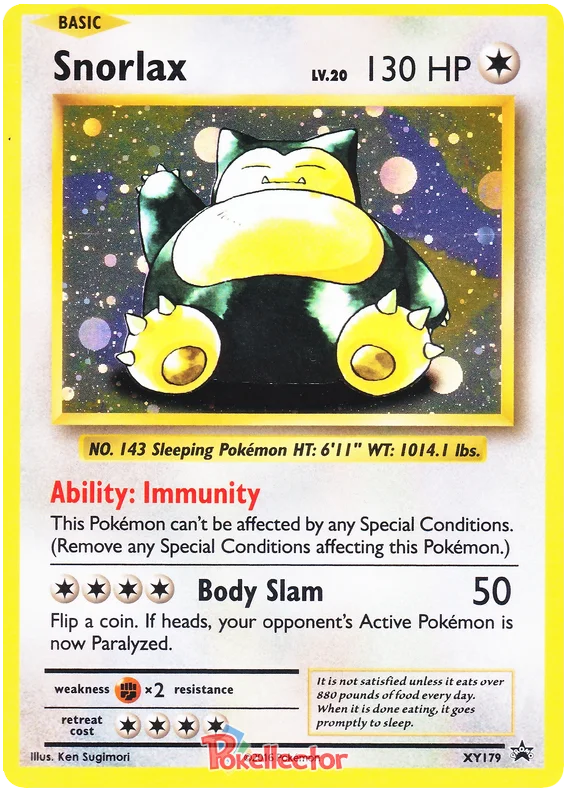 BASIC
Snorlax LV.20 130 HP
NO. 143 Sleeping Pokémon HT: 6'11" WT: 1014.1 lbs.
Ability: Immunity
This Pokémon can't be affected by any Special Conditions.
(Remove any Special Conditions affecting this Pokémon.)
Body Slam 50
Flip a coin. If heads, your opponent's Active Pokémon is
now Paralyzed.
weakness ×2 resistance
retreat
cost
It is not satisfied unless it eats over
880 pounds of food every day.
When it is done eating, it goes
promptly to sleep.
Illus. Ken Sugimori ©2016 Pokémon XY179
Pokellector